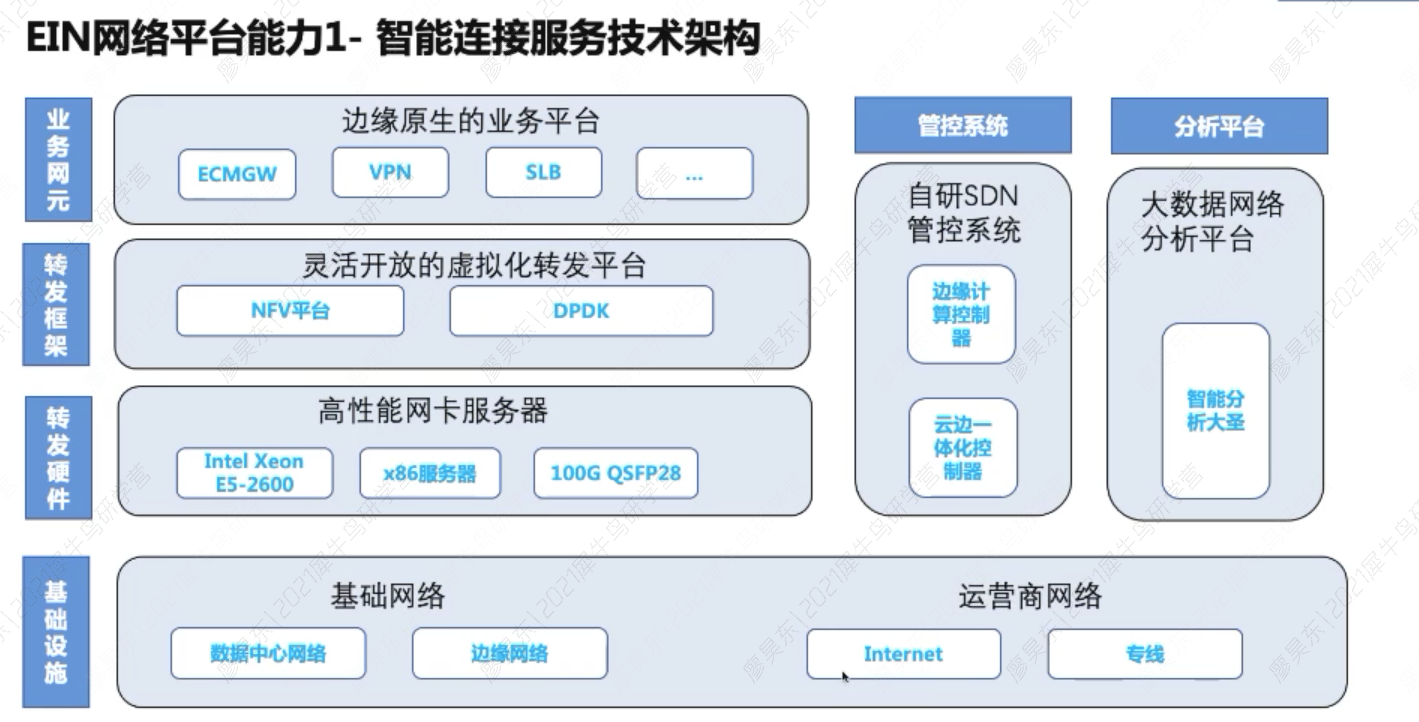 EIN网络平台能力1- 智能连接服务技术架构
业务网元
边缘原生的业务平台
ECMGW
VPN
SLB
...
转发框架
灵活开放的虚拟化转发平台
NFV平台
DPDK
转发硬件
高性能网卡服务器
Intel Xeon
E5-2600
x86服务器
100G QSFP28
管控系统
自研SDN
管控系统
边缘计
算控制
器
云边一
体化控
制器
分析平台
大数据网络
分析平台
智能分
析大圣
基础设施
基础网络
数据中心网络
边缘网络
运营商网络
Internet
专线
廖昊东|2021犀牛鸟研学营